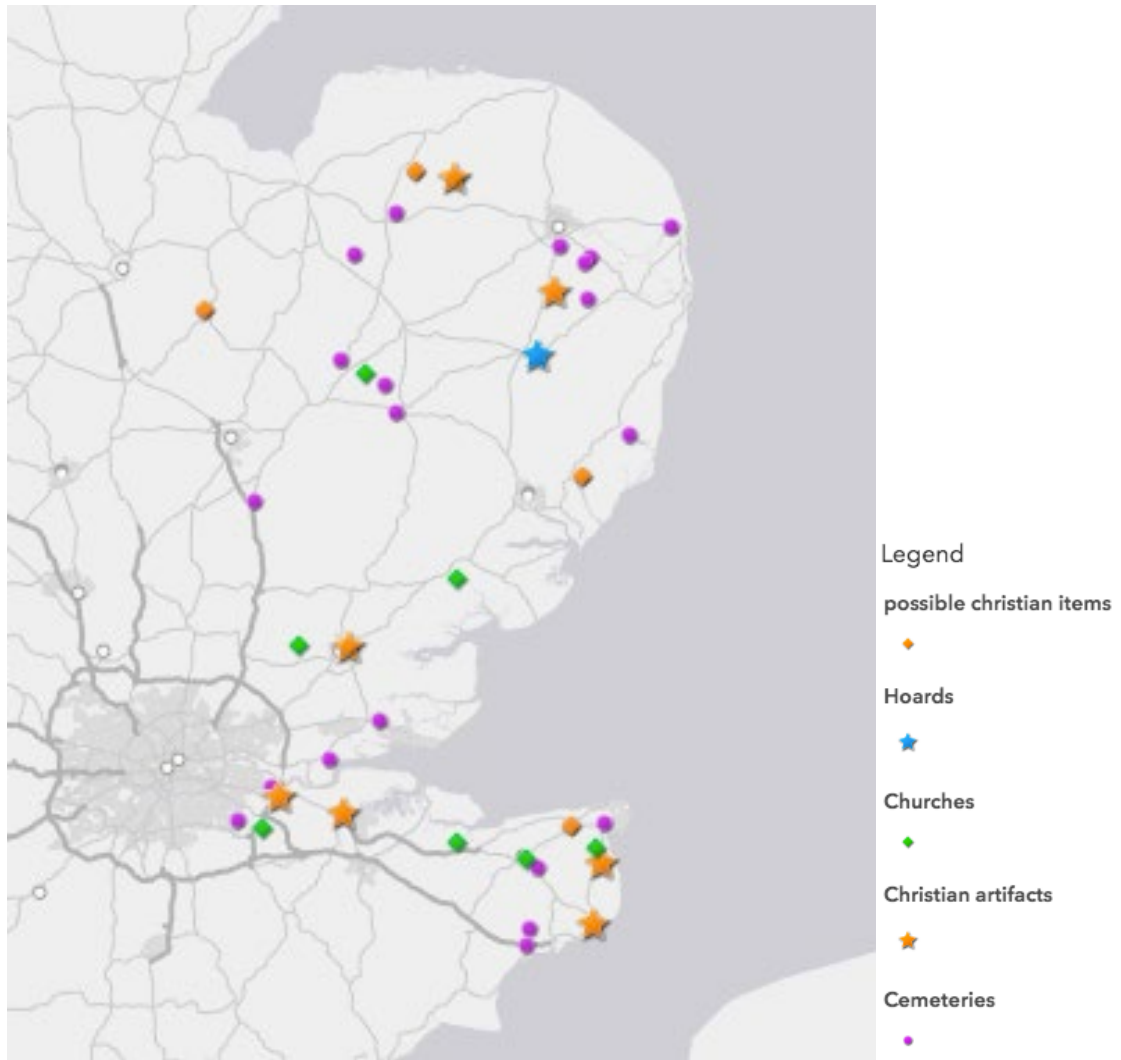 Legend
possible christian items
Hoards
Churches
Christian artifacts
Cemeteries